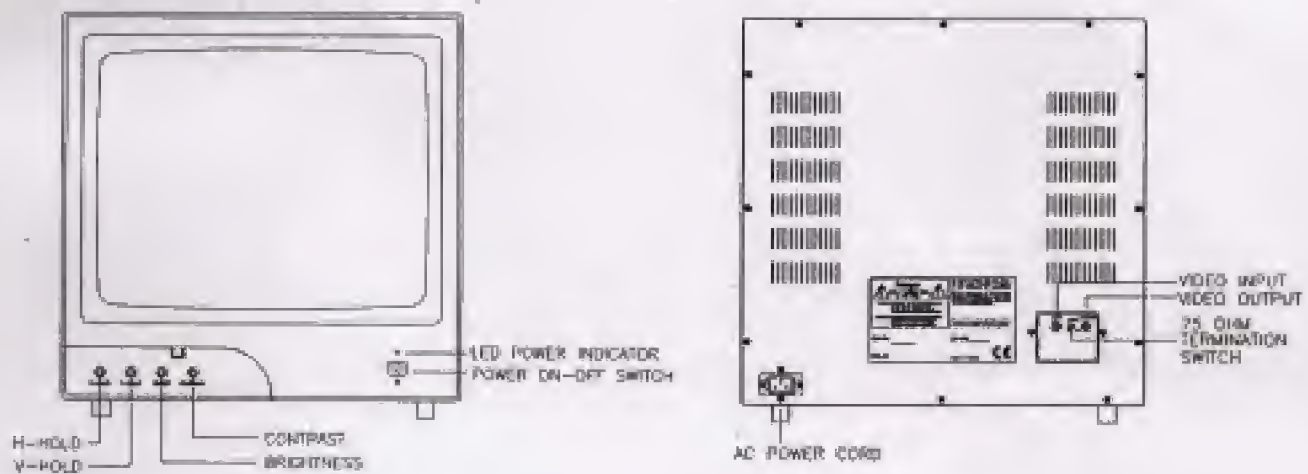 LED POWER INDICATOR
POWER ON-OFF SWITCH
H-HOLD
V-HOLD
CONTRAST
BRIGHTNESS
VIDEO INPUT
VIDEO OUTPUT
75 OHM
TERMINATION
SWITCH
CE
AC POWER CORD